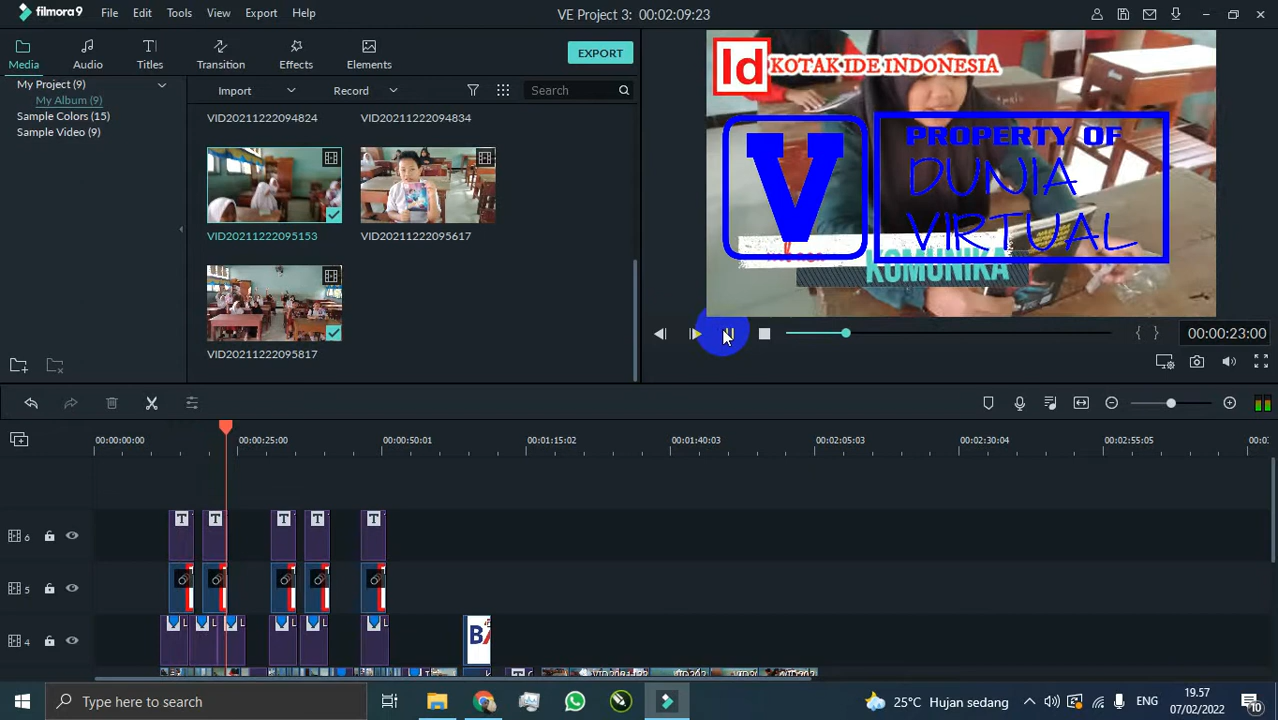 filmora9
File Edit Tools View Export Help
VE Project 3: 00:02:09:23
Media Audio Titles Transition Effects Elements
EXPORT
My Project (9)
My Album (9)
Sample Colors (15)
Sample Video (9)
Import Record Search
VID20211222094824 VID20211222094834
VID20211222095153 VID20211222095617
VID20211222095817
Id KOTAK IDE INDONESIA
V
PROPERTY OF
DUNIA
VIRTUAL
KOMUNIKA
00:00:23:00
00:00:00:00 00:00:25:00 00:00:50:01 00:01:15:02 00:01:40:03 00:02:05:03 00:02:30:04 00:02:55:05
T T T T T
6
5
L L L L L L
4
Type here to search
25°C Hujan sedang
ENG
19.57
07/02/2022
10